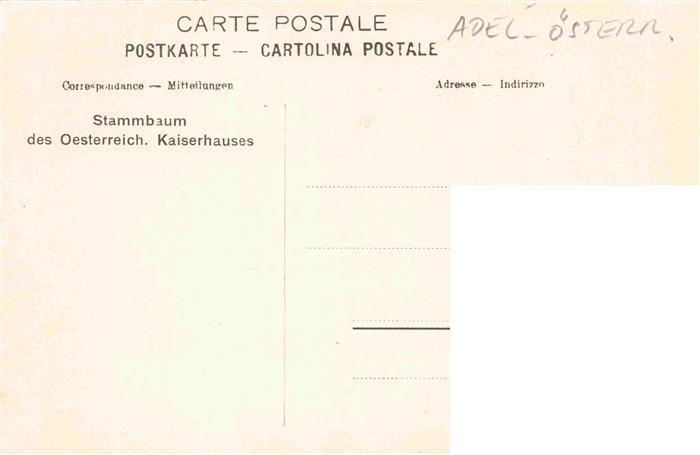 CARTE POSTALE
ADEL - ÖSTERR.
POSTKARTE — CARTOLINA POSTALE
Correspondance — Mitteilungen
Adresse — Indirizzo
Stammbaum
des Oesterreich. Kaiserhauses